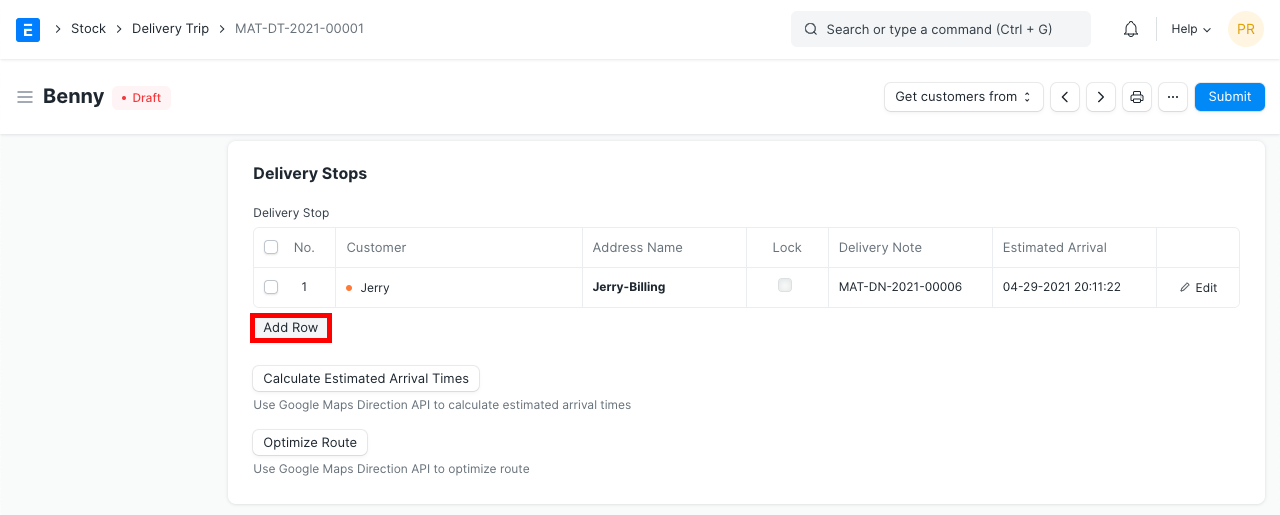 E > Stock > Delivery Trip > MAT-DT-2021-00001 Search or type a command (Ctrl + G) Help PR
Benny Draft Get customers from ... Submit
Delivery Stops
Delivery Stop
No. Customer Address Name Lock Delivery Note Estimated Arrival
1 Jerry Jerry-Billing MAT-DN-2021-00006 04-29-2021 20:11:22 Edit
Add Row
Calculate Estimated Arrival Times
Use Google Maps Direction API to calculate estimated arrival times
Optimize Route
Use Google Maps Direction API to optimize route